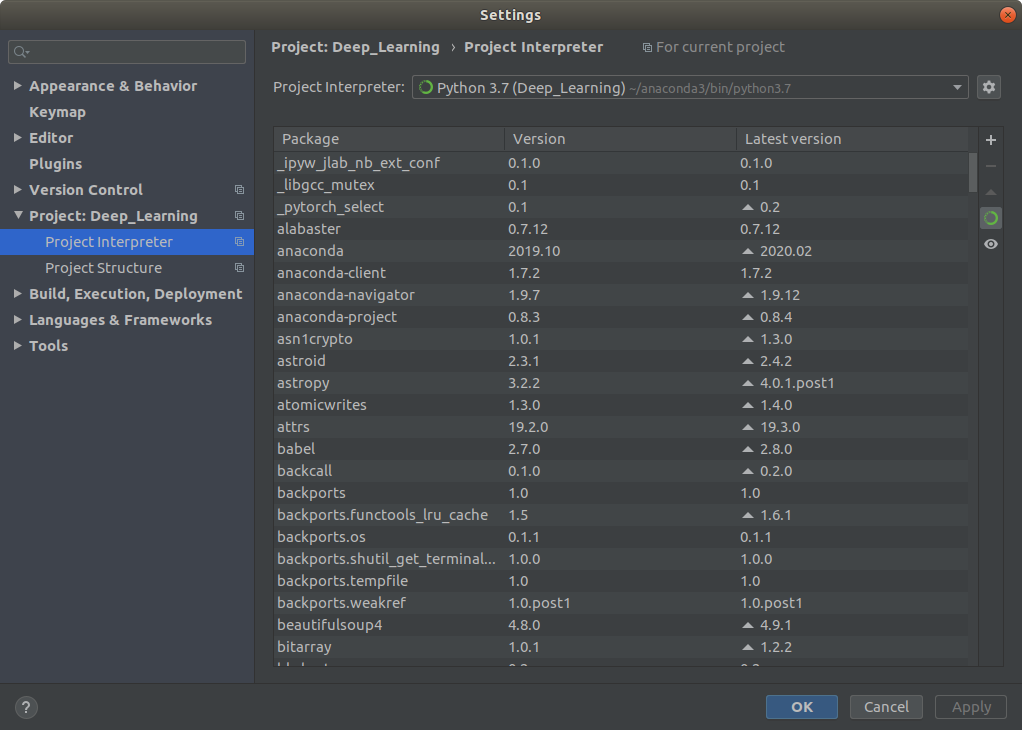 Settings
Project: Deep_Learning › Project Interpreter For current project
Appearance & Behavior
Keymap
Editor
Plugins
Version Control
Project: Deep_Learning
Project Interpreter
Project Structure
Build, Execution, Deployment
Languages & Frameworks
Tools
Project Interpreter: Python 3.7 (Deep_Learning) ~/anaconda3/bin/python3.7
Package Version Latest version
_ipyw_jlab_nb_ext_conf 0.1.0 0.1.0
_libgcc_mutex 0.1 0.1
_pytorch_select 0.1 0.2
alabaster 0.7.12 0.7.12
anaconda 2019.10 2020.02
anaconda-client 1.7.2 1.7.2
anaconda-navigator 1.9.7 1.9.12
anaconda-project 0.8.3 0.8.4
asn1crypto 1.0.1 1.3.0
astroid 2.3.1 2.4.2
astropy 3.2.2 4.0.1.post1
atomicwrites 1.3.0 1.4.0
attrs 19.2.0 19.3.0
babel 2.7.0 2.8.0
backcall 0.1.0 0.2.0
backports 1.0 1.0
backports.functools_lru_cache 1.5 1.6.1
backports.os 0.1.1 0.1.1
backports.shutil_get_terminal... 1.0.0 1.0.0
backports.tempfile 1.0 1.0
backports.weakref 1.0.post1 1.0.post1
beautifulsoup4 4.8.0 4.9.1
bitarray 1.0.1 1.2.2
? OK Cancel Apply